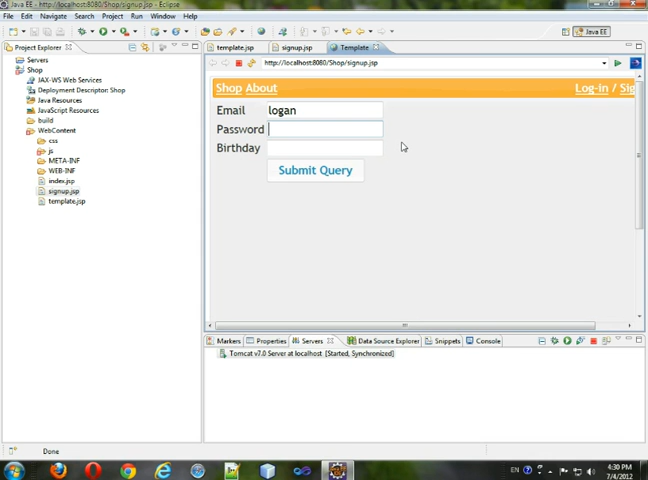 Java EE - http://localhost:8080/Shop/signup.jsp - Eclipse
File Edit Navigate Search Project Run Window Help
Java EE
Project Explorer
Servers
Shop
JAX-WS Web Services
Deployment Descriptor: Shop
Java Resources
JavaScript Resources
build
WebContent
css
js
META-INF
WEB-INF
index.jsp
signup.jsp
template.jsp
template.jsp signup.jsp Template
http://localhost:8080/Shop/signup.jsp
Shop About Log-in / Sig
Email logan
Password
Birthday
Submit Query
Markers Properties Servers Data Source Explorer Snippets Console
Tomcat v7.0 Server at localhost [Started, Synchronized]
Done
EN 4:30 PM
7/4/2012